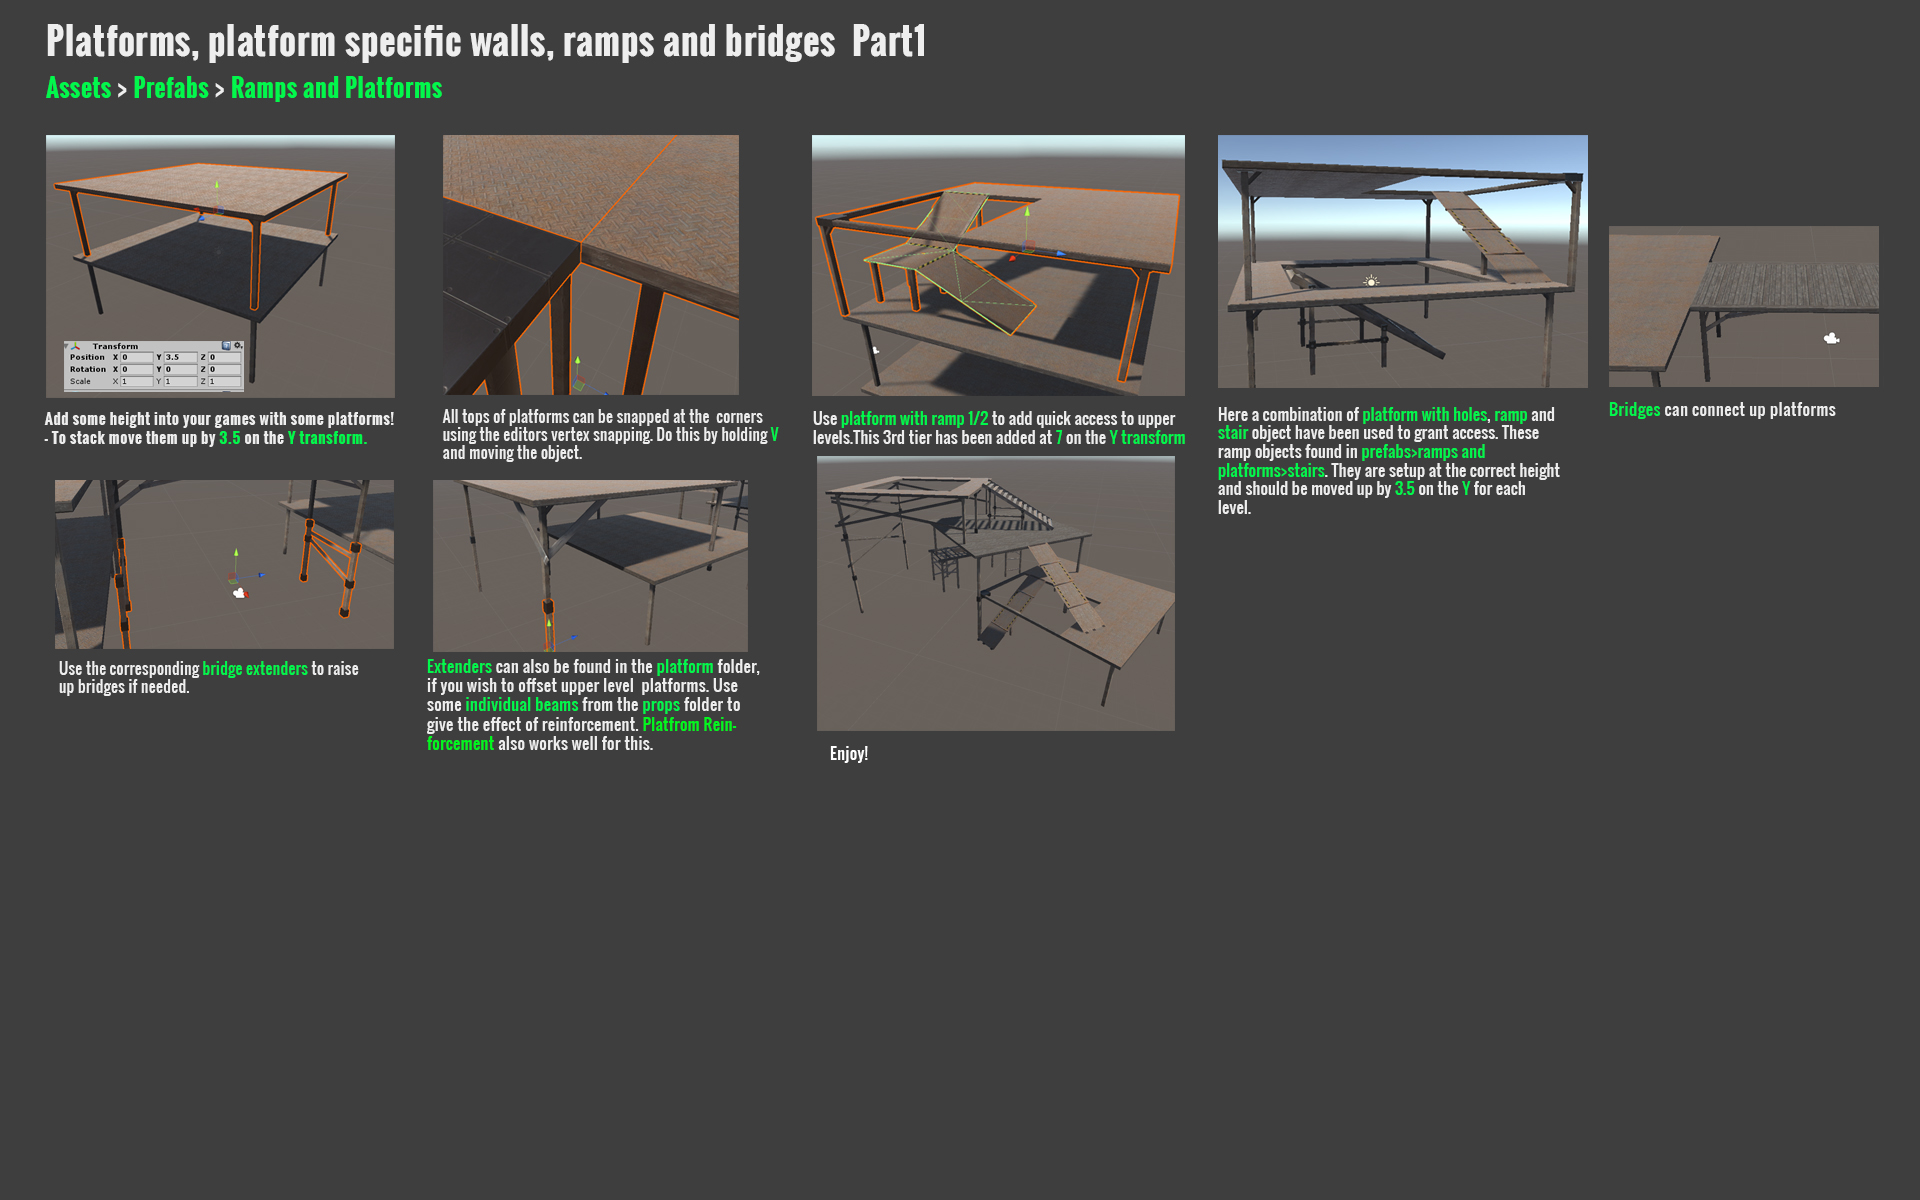 Platforms, platform specific walls, ramps and bridges  Part1
Assets > Prefabs > Ramps and Platforms
Transform
Position X 0 Y 3.5 Z 0
Rotation X 0 Y 0 Z 0
Scale X 1 Y 1 Z 1
Add some height into your games with some platforms!
- To stack move them up by 3.5 on the Y transform.
All tops of platforms can be snapped at the  corners
using the editors vertex snapping. Do this by holding V
and moving the object.
Use platform with ramp 1/2 to add quick access to upper
levels.This 3rd tier has been added at 7 on the Y transform
Here a combination of platform with holes, ramp and
stair object have been used to grant access. These
ramp objects found in prefabs>ramps and
platforms>stairs. They are setup at the correct height
and should be moved up by 3.5 on the Y for each
level.
Bridges can connect up platforms
Use the corresponding bridge extenders to raise
up bridges if needed.
Extenders can also be found in the platform folder,
if you wish to offset upper level  platforms. Use
some individual beams from the props folder to
give the effect of reinforcement. Platfrom Rein-
forcement also works well for this.
Enjoy!